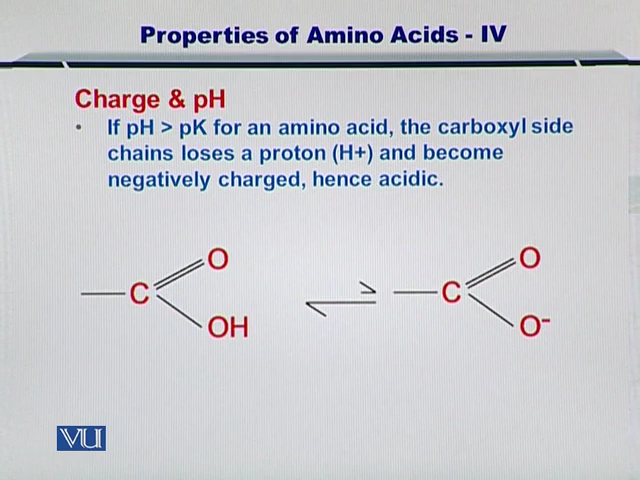 Properties of Amino Acids - IV
Charge & pH
• If pH > pK for an amino acid, the carboxyl side
chains loses a proton (H+) and become
negatively charged, hence acidic.
O O
C C
OH O-
VU